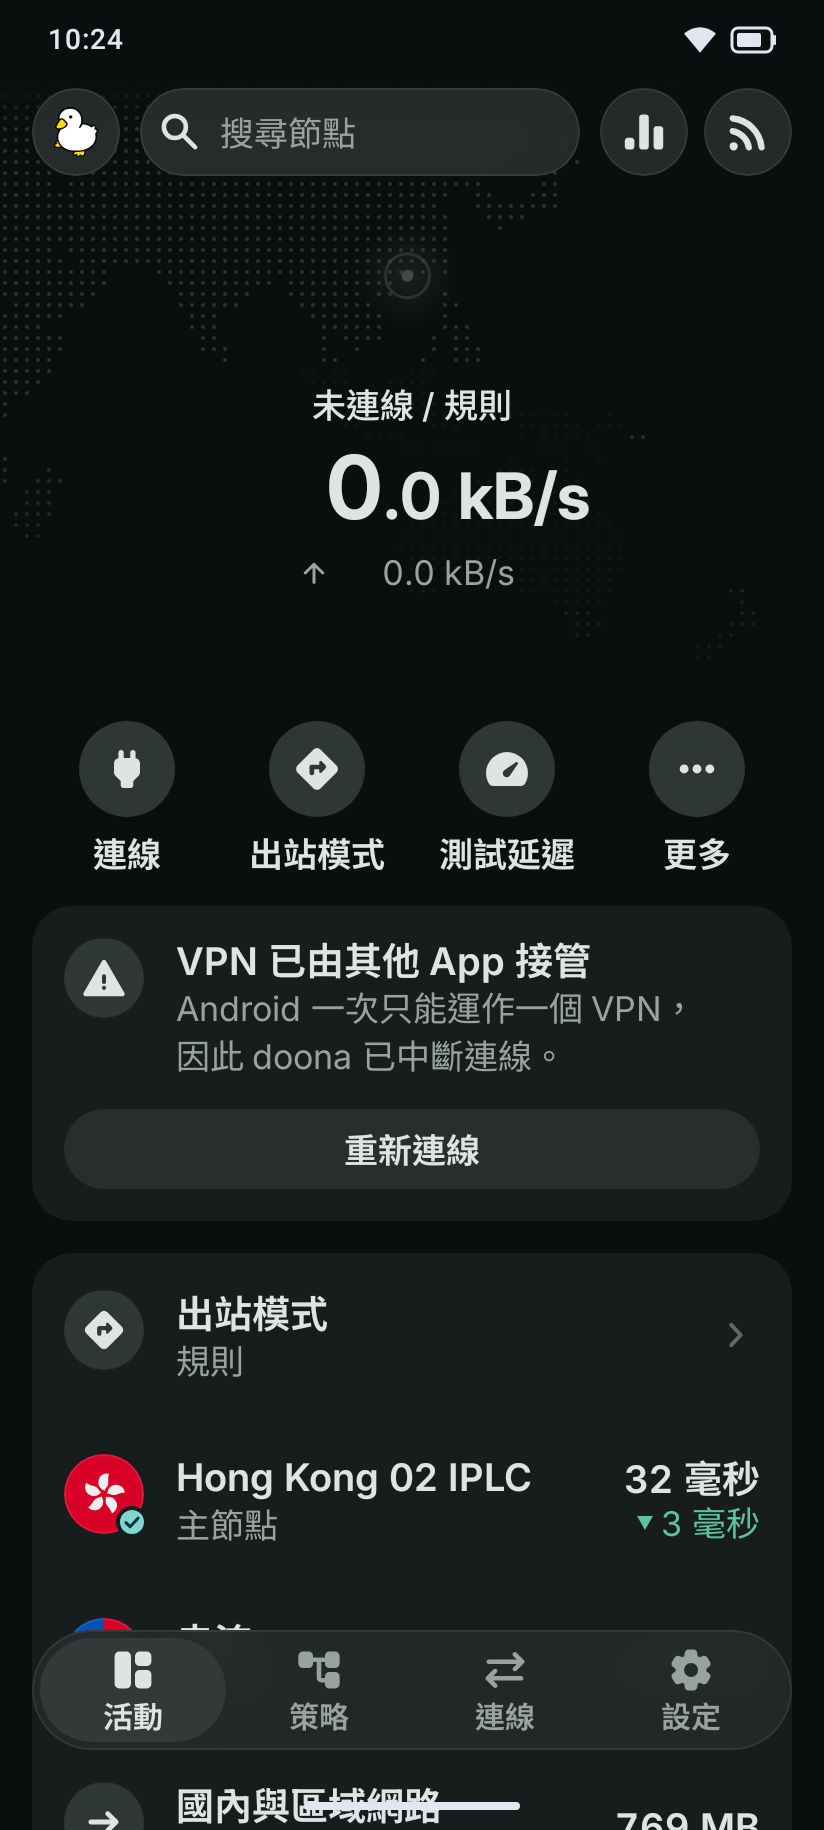 10:24
搜尋節點
未連線 / 規則
0.0 kB/s
↑ 0.0 kB/s
連線
出站模式
測試延遲
更多
VPN 已由其他 App 接管
Android 一次只能運作一個 VPN，
因此 doona 已中斷連線。
重新連線
出站模式
規則
Hong Kong 02 IPLC
32 毫秒
主節點
▼3 毫秒
活動
策略
連線
設定
國內與區域網路
769 MB